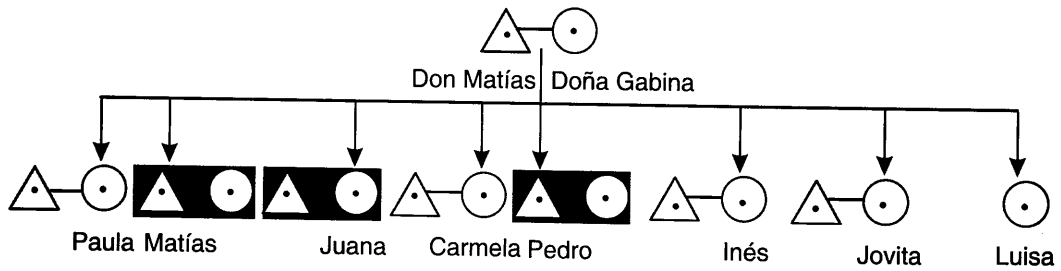 Don Matías Doña Gabina
Paula Matías Juana Carmela Pedro Inés Jovita Luisa